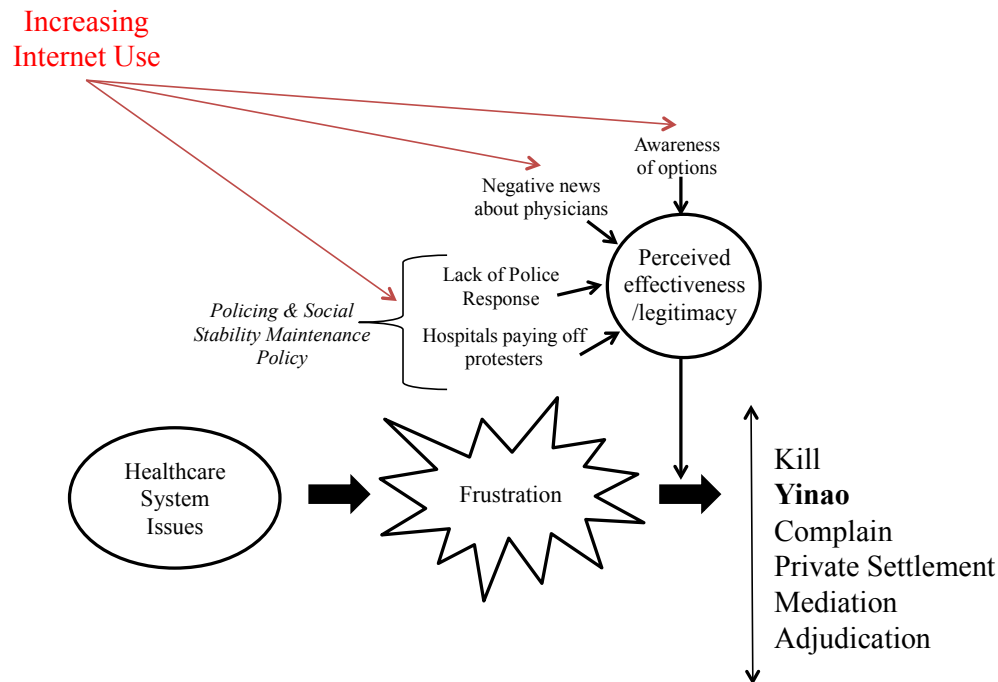 Increasing
Internet Use
Awareness
of options
Negative news
about physicians
Perceived
effectiveness
/legitimacy
Lack of Police
Response
Policing & Social
Stability Maintenance
Policy
Hospitals paying off
protesters
Healthcare
System
Issues
Frustration
Kill
Yinao
Complain
Private Settlement
Mediation
Adjudication